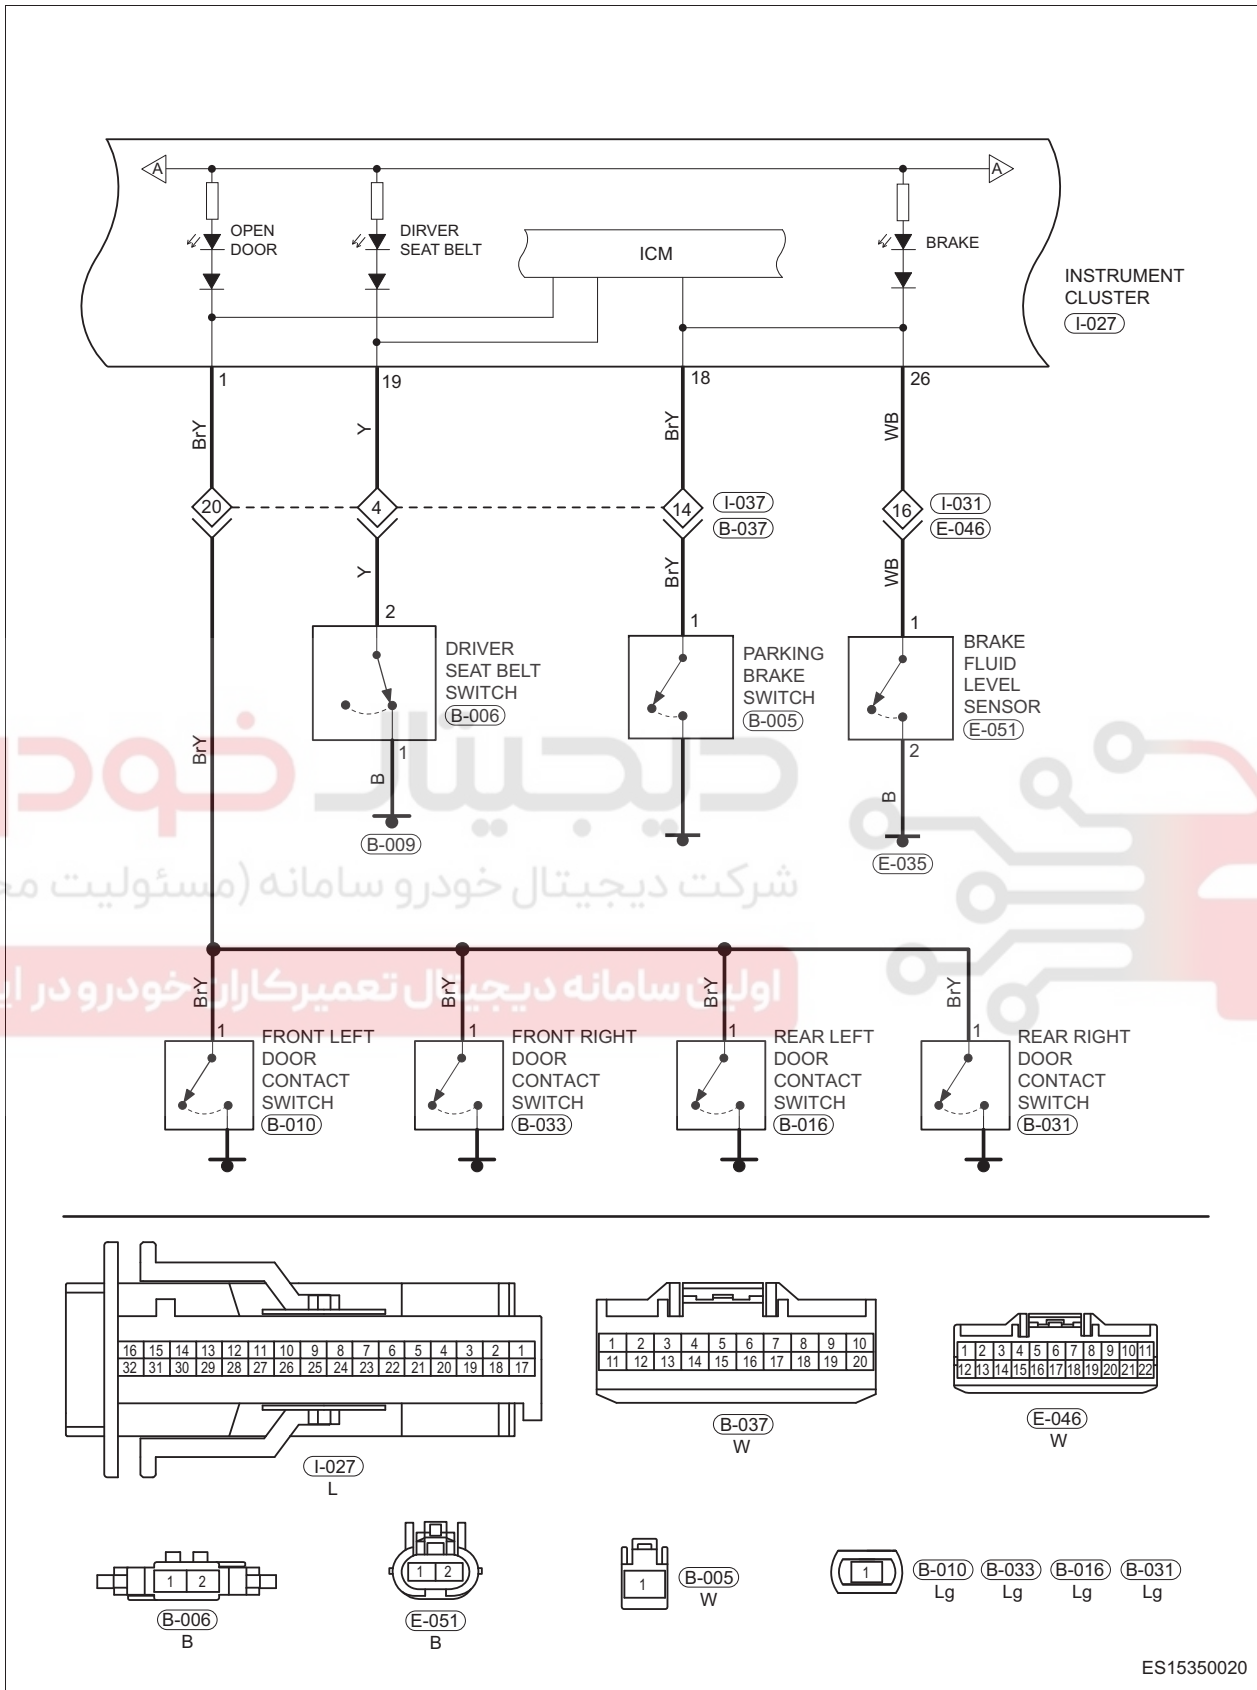 A A
OPEN
DOOR
DIRVER
SEAT BELT
ICM
BRAKE
INSTRUMENT
CLUSTER
I-027
1 19 18 26
BrY Y BrY WB
20 4 14 I-037
B-037
16 I-031
E-046
Y BrY WB
2 1 1
DRIVER
SEAT BELT
SWITCH
B-006
PARKING
BRAKE
SWITCH
B-005
BRAKE
FLUID
LEVEL
SENSOR
E-051
BrY
1 2
B B
B-009
E-035
دیجیتال خودرو
شرکت دیجیتال خودرو سامانه (مسئولیت
اولین سامانه دیجیتال تعمیرکاران خودرو در
BrY BrY BrY BrY
1 1 1 1
FRONT LEFT
DOOR
CONTACT
SWITCH
B-010
FRONT RIGHT
DOOR
CONTACT
SWITCH
B-033
REAR LEFT
DOOR
CONTACT
SWITCH
B-016
REAR RIGHT
DOOR
CONTACT
SWITCH
B-031
16 15 14 13 12 11 10 9 8 7 6 5 4 3 2 1
32 31 30 29 28 27 26 25 24 23 22 21 20 19 18 17
I-027
L
1 2 3 4 5 6 7 8 9 10
11 12 13 14 15 16 17 18 19 20
B-037
W
1 2 3 4 5 6 7 8 9 10 11
12 13 14 15 16 17 18 19 20 21 22
E-046
W
1 2
B-006
B
1 2
E-051
B
1
B-005
W
1
B-010 B-033 B-016 B-031
Lg Lg Lg Lg
ES15350020